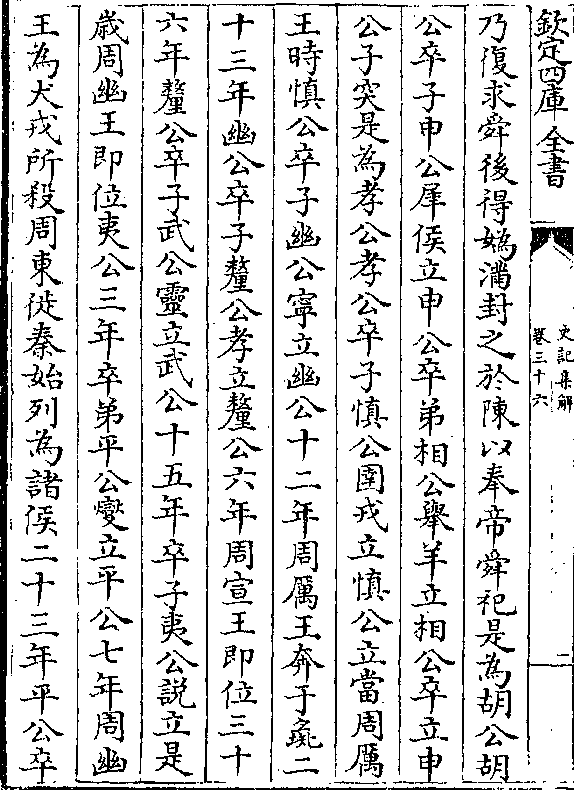 欽定四庫全書
史記集解
卷三十六
二
乃復求舜後得媯滿封之於陳以奉帝舜祀是為胡公胡
公卒子申公犀侯立申公卒弟相公皋羊立相公卒立申
公子突是為孝公孝公卒子慎公圉戎立慎公立當周厲
王時慎公卒子幽公寧立幽公十二年周厲王奔于彘二
十三年幽公卒子釐公孝立釐公六年周宣王即位三十
六年釐公卒子武公靈立武公十五年卒子夷公說立是
歲周幽王即位夷公三年卒弟平公燮立平公七年周幽
王為犬戎所殺周東徙秦始列為諸侯二十三年平公卒